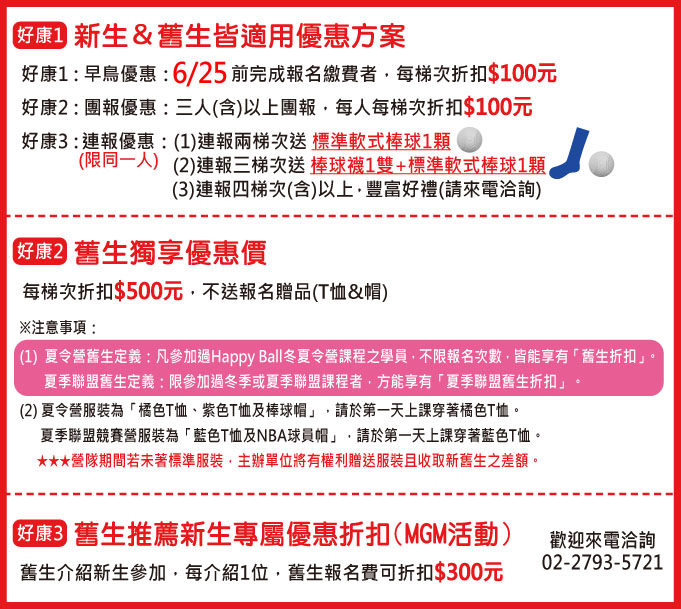 好康1 新生＆舊生皆適用優惠方案
好康1：早鳥優惠：6/25前完成報名繳費者，每梯次折扣$100元
好康2：團報優惠：三人(含)以上團報，每人每梯次折扣$100元
好康3：連報優惠：(1)連報兩梯次送 標準軟式棒球1顆
(限同一人) (2)連報三梯次送 棒球襪1雙+標準軟式棒球1顆
(3)連報四梯次(含)以上，豐富好禮(請來電洽詢)
好康2 舊生獨享優惠價
每梯次折扣$500元，不送報名贈品(T恤&帽)
※注意事項：
(1) 夏令營舊生定義：凡參加過Happy Ball冬夏令營課程之學員，不限報名次數，皆能享有「舊生折扣」。
夏季聯盟舊生定義：限參加過冬季或夏季聯盟課程者，方能享有「夏季聯盟舊生折扣」。
(2) 夏令營服裝為「橘色T恤、紫色T恤及棒球帽」，請於第一天上課穿著橘色T恤。
夏季聯盟競賽營服裝為「藍色T恤及NBA球員帽」，請於第一天上課穿著藍色T恤。
★★★營隊期間若未著標準服裝，主辦單位將有權利贈送服裝且收取新舊生之差額。
好康3 舊生推薦新生專屬優惠折扣(MGM活動)
舊生介紹新生參加，每介紹1位，舊生報名費可折扣$300元
歡迎來電洽詢
02-2793-5721